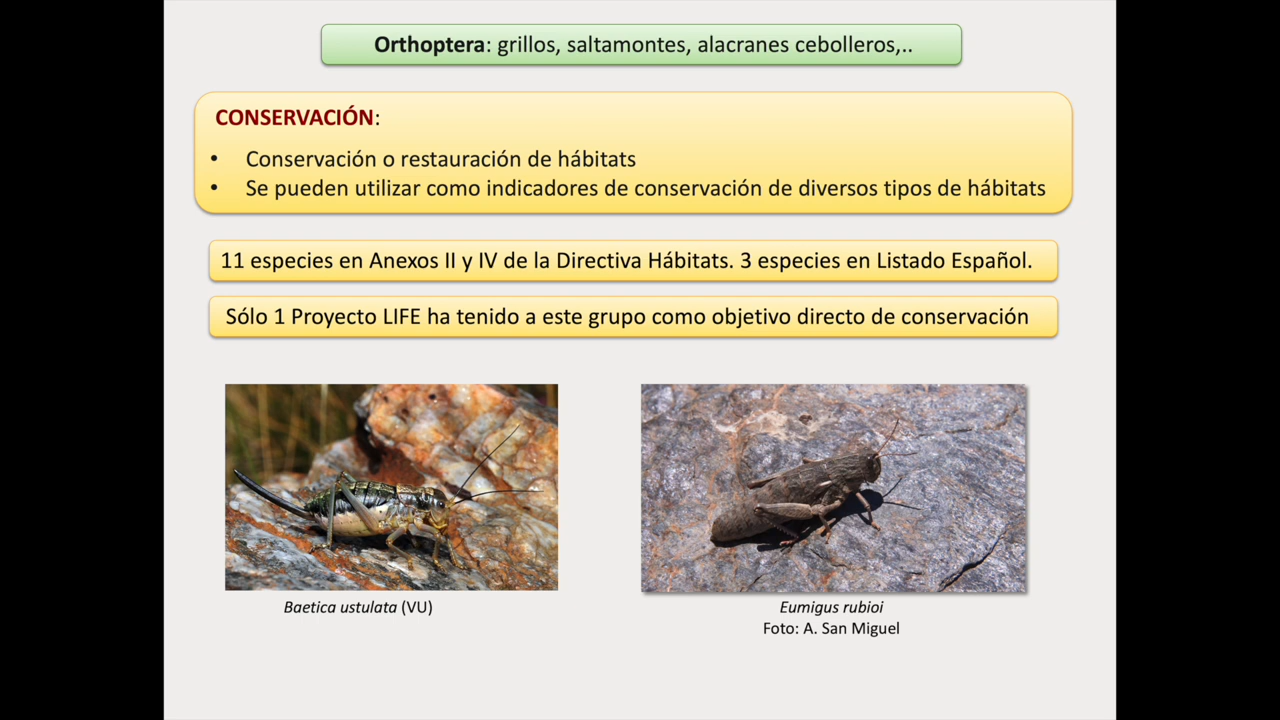 Orthoptera: grillos, saltamontes, alacranes cebolleros,..
CONSERVACIÓN:
• Conservación o restauración de hábitats
• Se pueden utilizar como indicadores de conservación de diversos tipos de hábitats
11 especies en Anexos II y IV de la Directiva Hábitats. 3 especies en Listado Español.
Sólo 1 Proyecto LIFE ha tenido a este grupo como objetivo directo de conservación
Baetica ustulata (VU)
Eumigus rubioi
Foto: A. San Miguel